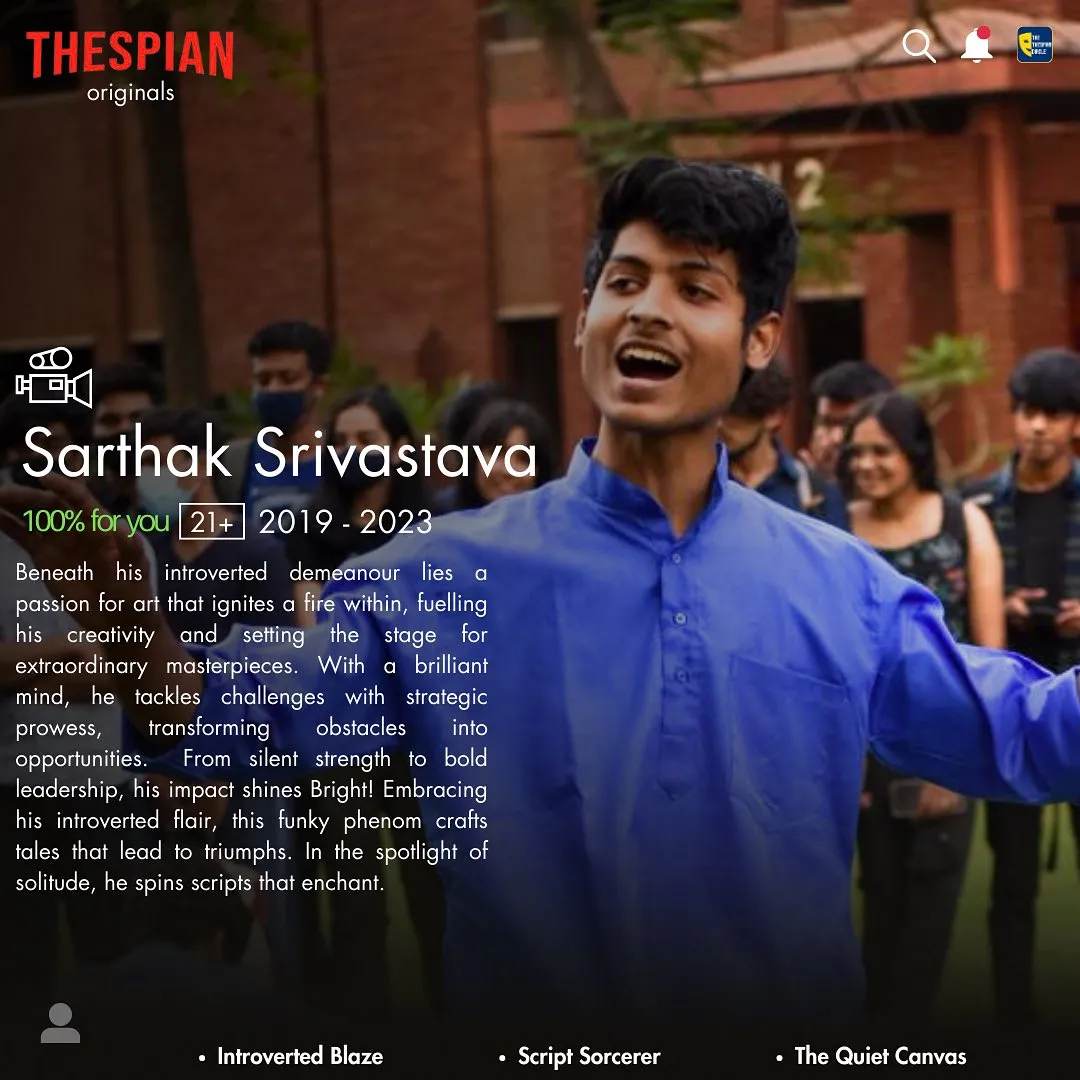 THESPIAN
originals
THE
THESPIAN
CIRCLE
2
Sarthak Srivastava
100% for you 21+ 2019 - 2023
Beneath his introverted demeanour lies a
passion for art that ignites a fire within, fuelling
his creativity and setting the stage for
extraordinary masterpieces. With a brilliant
mind, he tackles challenges with strategic
prowess, transforming obstacles into
opportunities. From silent strength to bold
leadership, his impact shines Bright! Embracing
his introverted flair, this funky phenom crafts
tales that lead to triumphs. In the spotlight of
solitude, he spins scripts that enchant.
• Introverted Blaze • Script Sorcerer • The Quiet Canvas